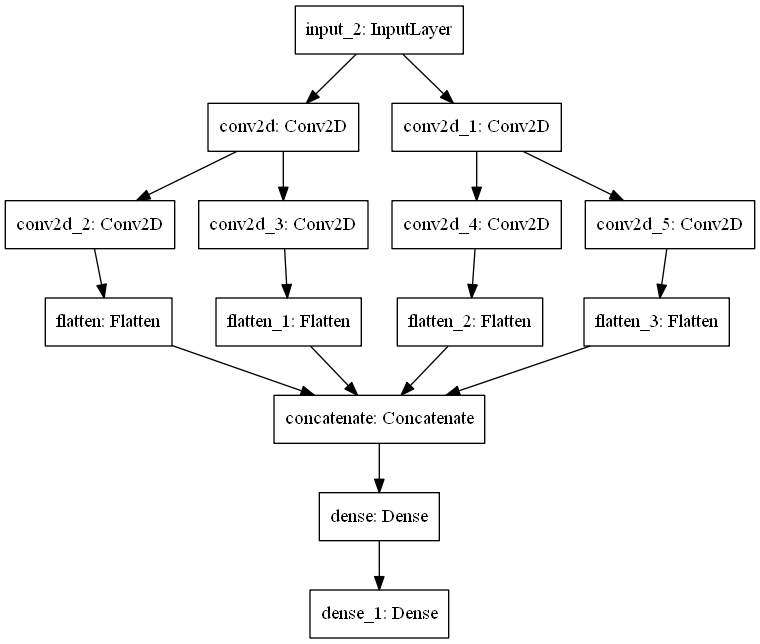 input_2: InputLayer
conv2d: Conv2D
conv2d_1: Conv2D
conv2d_2: Conv2D
conv2d_3: Conv2D
conv2d_4: Conv2D
conv2d_5: Conv2D
flatten: Flatten
flatten_1: Flatten
flatten_2: Flatten
flatten_3: Flatten
concatenate: Concatenate
dense: Dense
dense_1: Dense